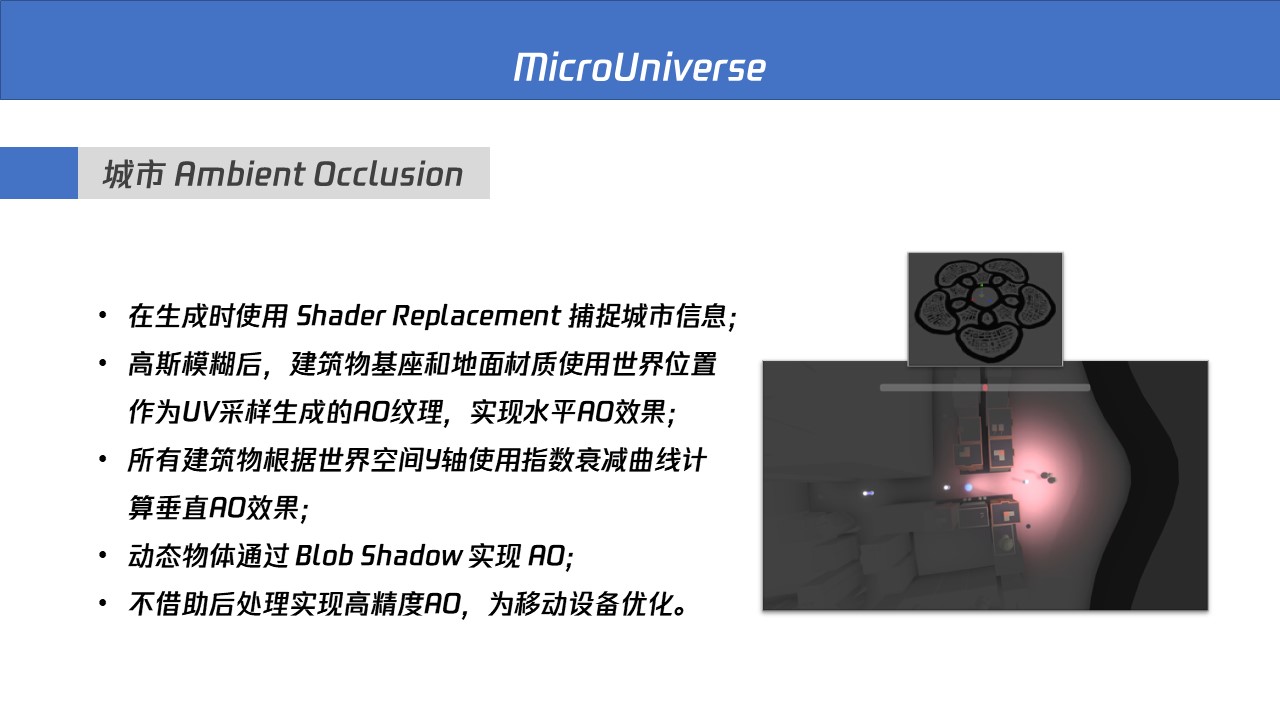 MicroUniverse
城市 Ambient Occlusion
• 在生成时使用 Shader Replacement 捕捉城市信息；
• 高斯模糊后，建筑物基座和地面材质使用世界位置
作为UV采样生成的AO纹理，实现水平AO效果；
• 所有建筑物根据世界空间Y轴使用指数衰减曲线计
算垂直AO效果；
• 动态物体通过 Blob Shadow 实现 AO；
• 不借助后处理实现高精度AO，为移动设备优化。